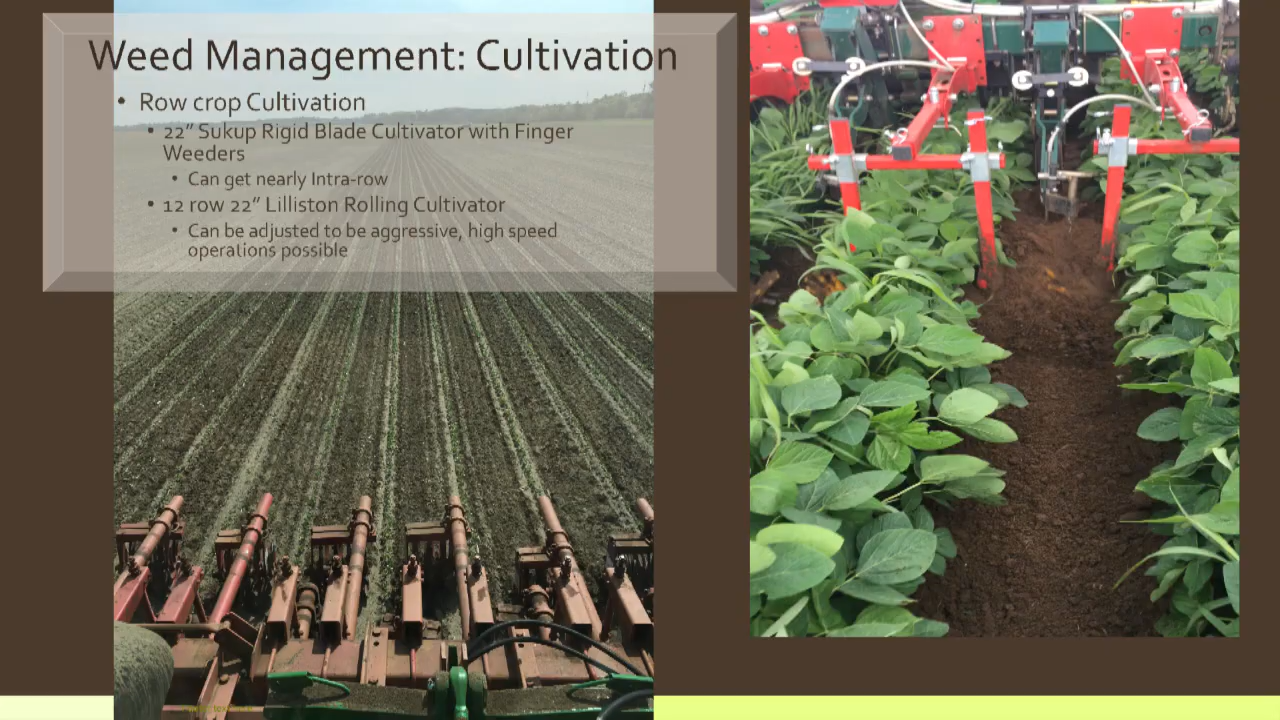 Weed Management: Cultivation
• Row crop Cultivation
• 22" Sukup Rigid Blade Cultivator with Finger
Weeders
• Can get nearly Intra-row
• 12 row 22" Lilliston Rolling Cultivator
• Can be adjusted to be aggressive, high speed
operations possible